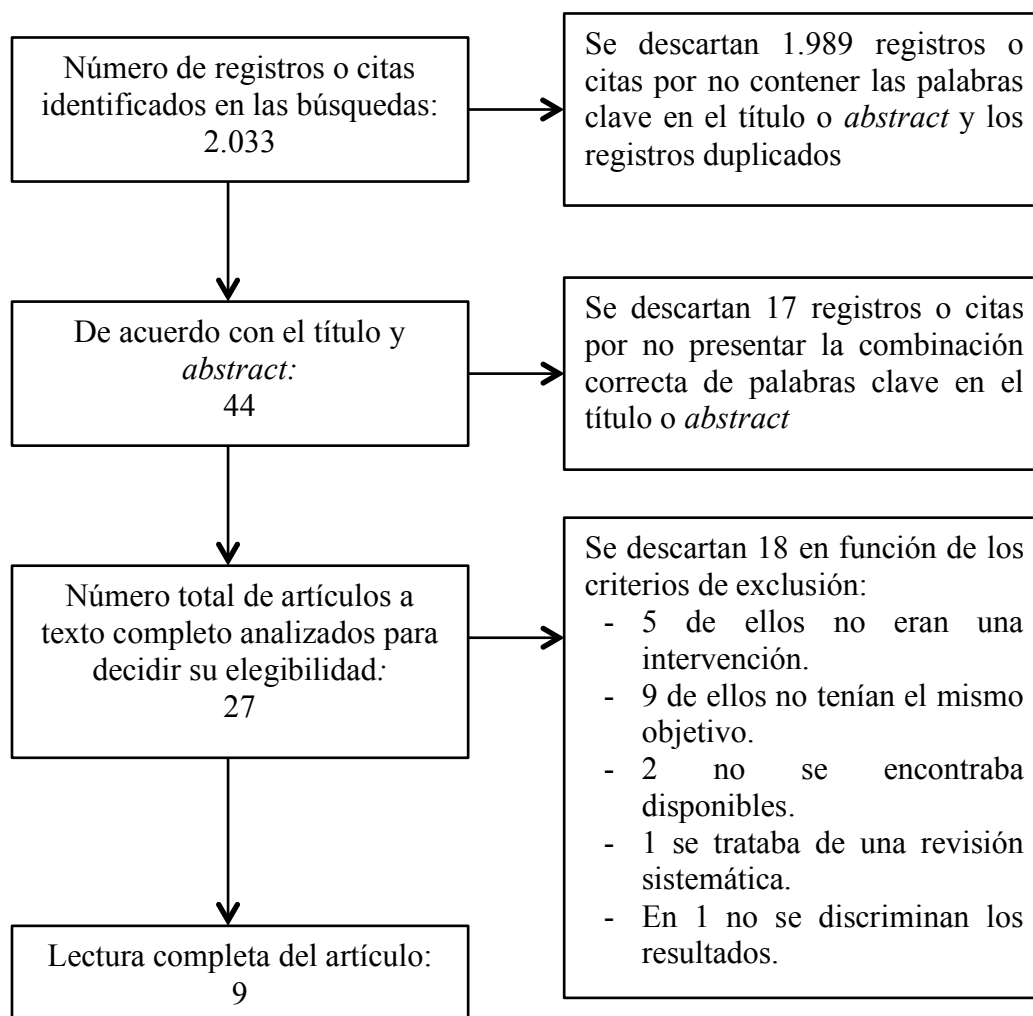 Número de registros o citas
identificados en las búsquedas:
2.033
Se descartan 1.989 registros o
citas por no contener las palabras
clave en el título o abstract y los
registros duplicados
De acuerdo con el título y
abstract:
44
Se descartan 17 registros o citas
por no presentar la combinación
correcta de palabras clave en el
título o abstract
Número total de artículos a
texto completo analizados para
decidir su elegibilidad:
27
Se descartan 18 en función de los
criterios de exclusión:
- 5 de ellos no eran una
intervención.
- 9 de ellos no tenían el mismo
objetivo.
- 2 no se encontraba
disponibles.
- 1 se trataba de una revisión
sistemática.
- En 1 no se discriminan los
resultados.
Lectura completa del artículo:
9